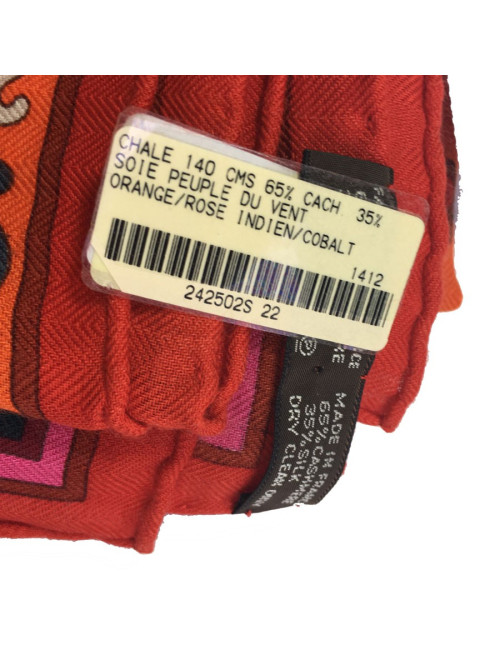 CHALE 140 CMS 65% CACH 35%
SOIE PEUPLE DU VENT
ORANGE/ROSE INDIEN/COBALT
1412
242502S 22
©
MADE IN FRANCE
65% CASHMERE
35% SILK
DRY CLEAN